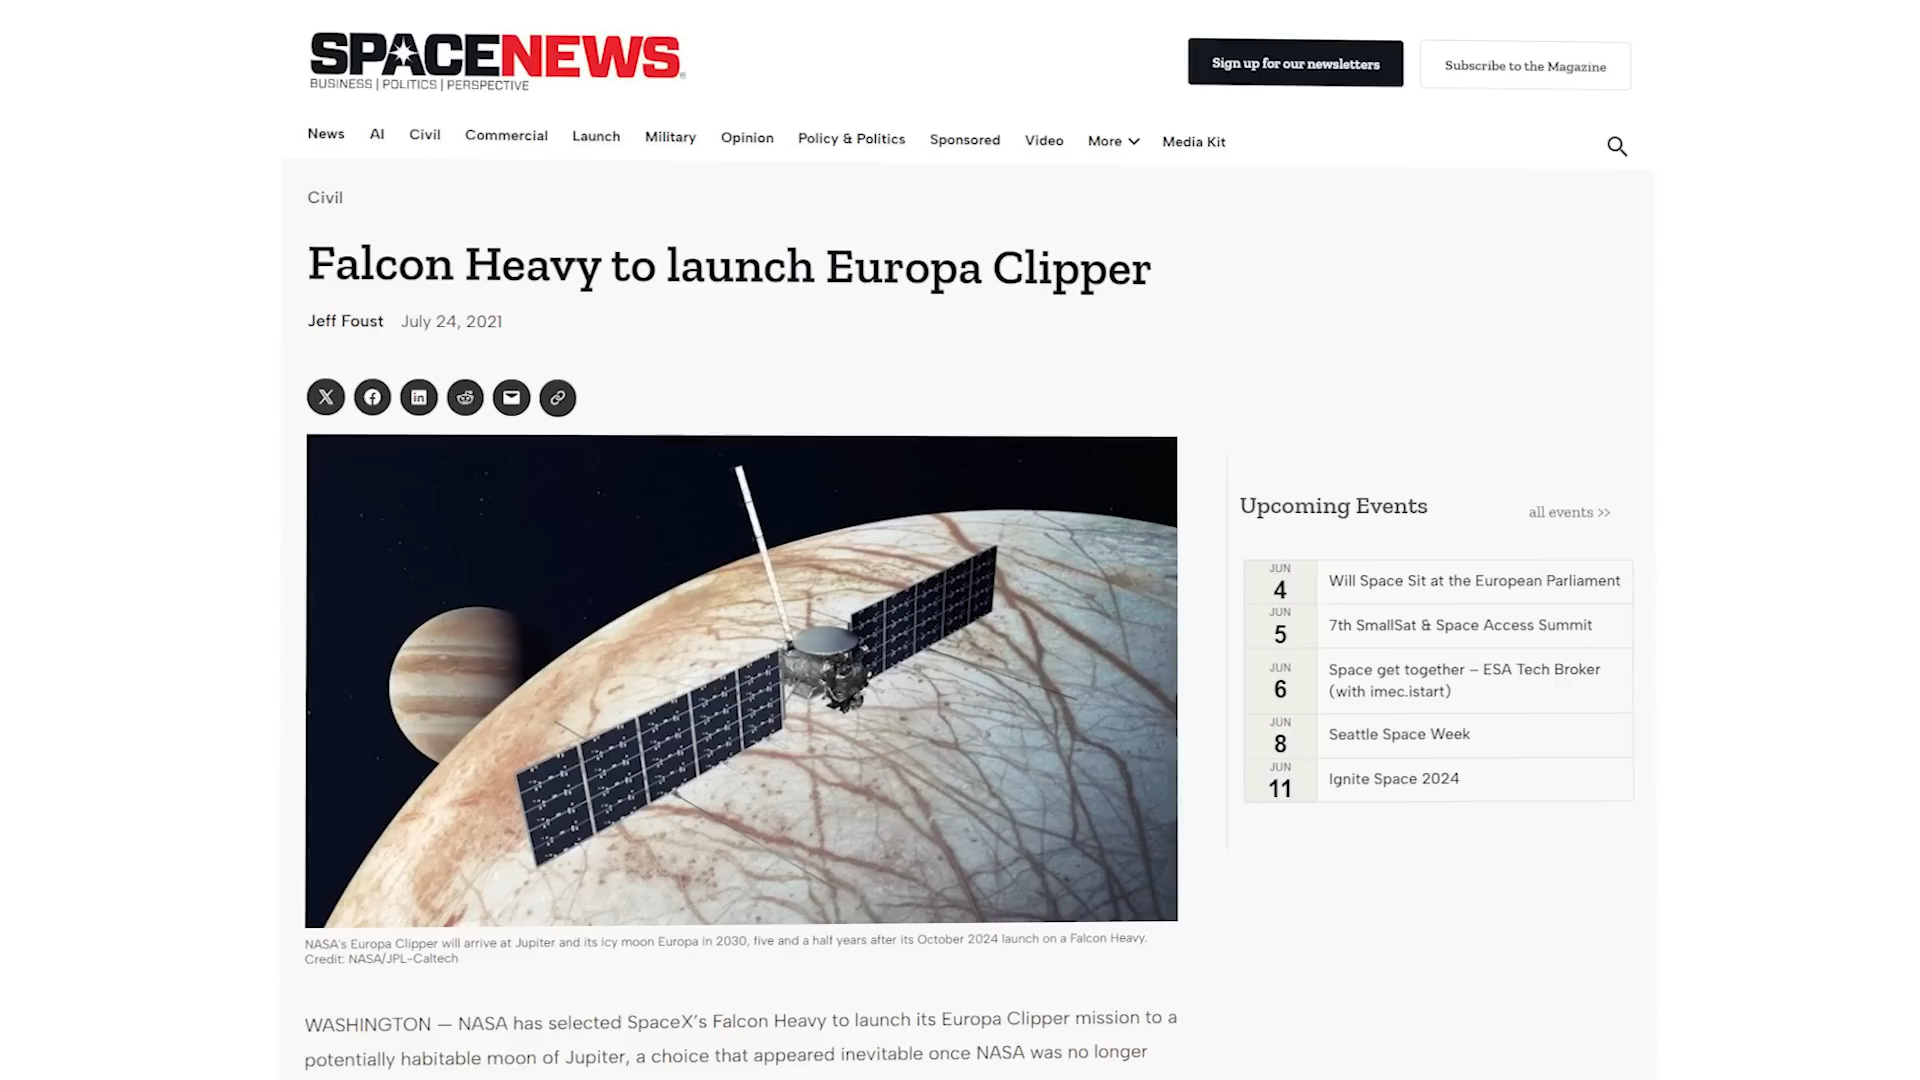 SPACENEWS
BUSINESS | POLITICS | PERSPECTIVE
Sign up for our newsletters
Subscribe to the Magazine
News AI Civil Commercial Launch Military Opinion Policy & Politics Sponsored Video More Media Kit
Civil
Falcon Heavy to launch Europa Clipper
Jeff Foust July 24, 2021
Upcoming Events
all events >>
JUN
4
Will Space Sit at the European Parliament
JUN
5
7th SmallSat & Space Access Summit
JUN
6
Space get together – ESA Tech Broker
(with imec.istart)
JUN
8
Seattle Space Week
JUN
11
Ignite Space 2024
NASA's Europa Clipper will arrive at Jupiter and its icy moon Europa in 2030, five and a half years after its October 2024 launch on a Falcon Heavy.
Credit: NASA/JPL-Caltech
WASHINGTON — NASA has selected SpaceX's Falcon Heavy to launch its Europa Clipper mission to a
potentially habitable moon of Jupiter, a choice that appeared inevitable once NASA was no longer